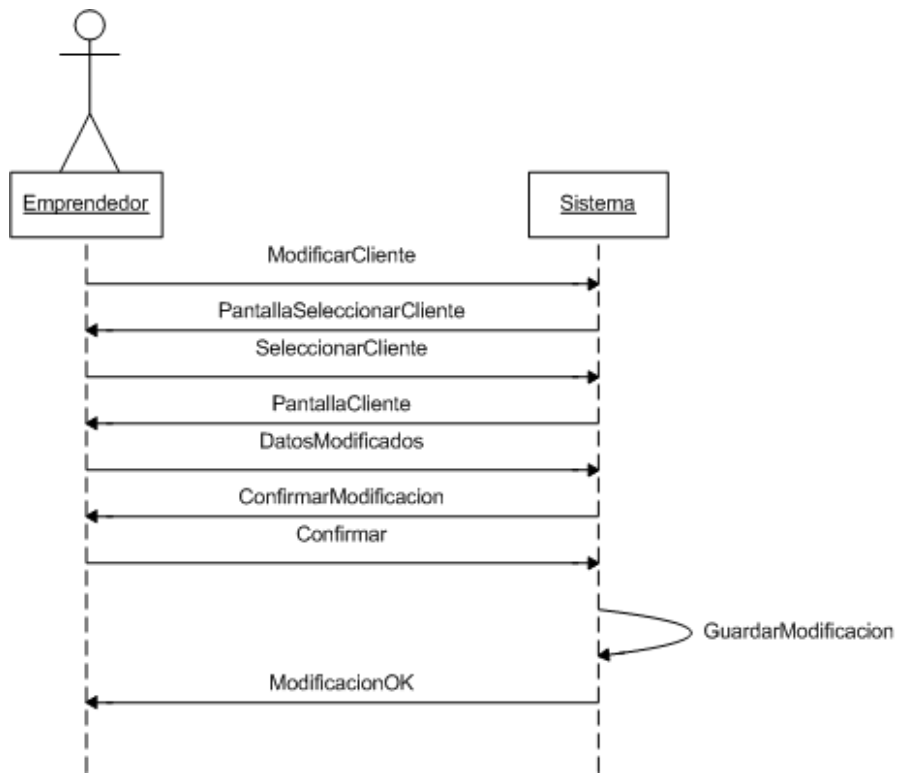 Emprendedor
Sistema
ModificarCliente
PantallaSeleccionarCliente
SeleccionarCliente
PantallaCliente
DatosModificados
ConfirmarModificacion
Confirmar
GuardarModificacion
ModificacionOK